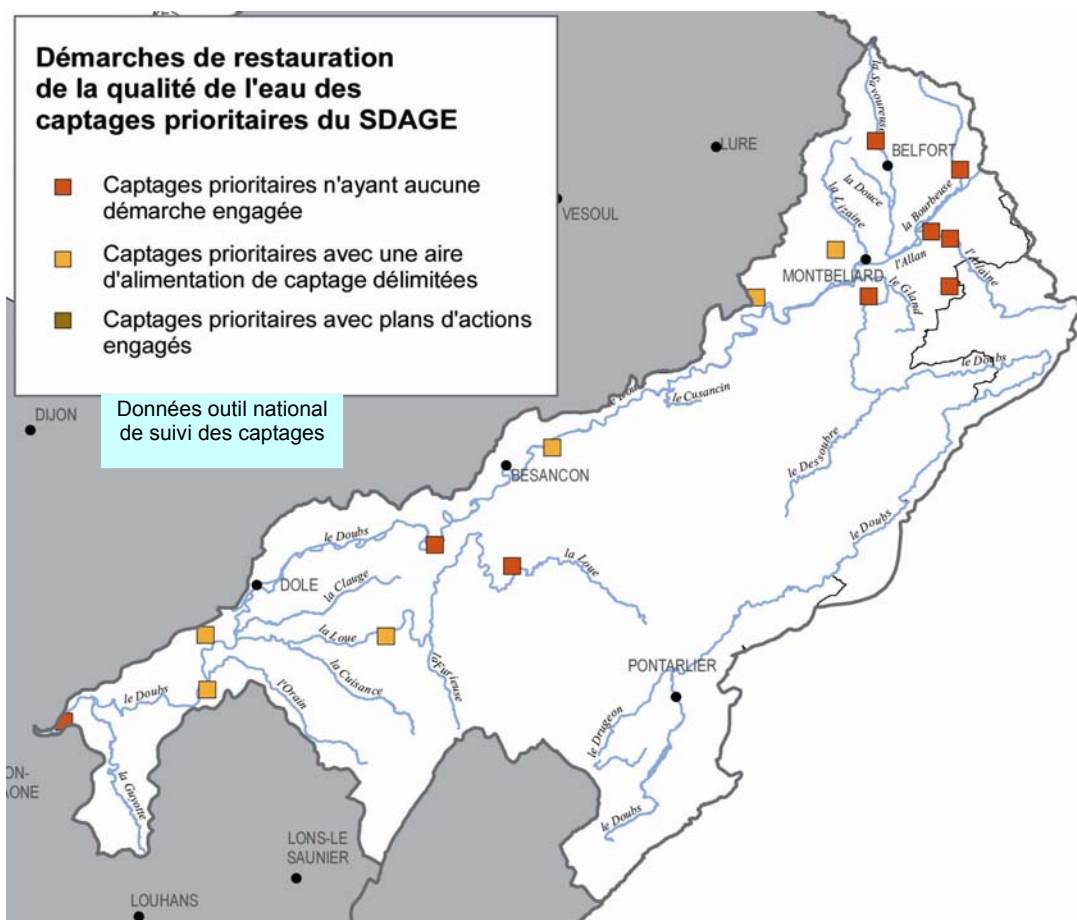 Démarches de restauration
de la qualité de l'eau des
captages prioritaires du SDAGE
Captages prioritaires n'ayant aucune
démarche engagée
Captages prioritaires avec une aire
d'alimentation de captage délimitées
Captages prioritaires avec plans d'actions
engagés
Données outil national
de suivi des captages
LURE
VESOUL
DIJON
la Savoureuse
BELFORT
la Douce
la Lizaine
la Bourbeuse
l'Allan
l'Allaine
MONTBELIARD
le Gland
le Doubs
le Cusancin
BESANCON
le Dessoubre
le Doubs
le Doubs
la Loue
DOLE
la Clauge
la Loue
la Cuisance
la Furieuse
l'Orain
le Doubs
PONTARLIER
le Drugeon
le Doubs
la Guyotte
ON-
AONE
LONS-LE
SAUNIER
LOUHANS